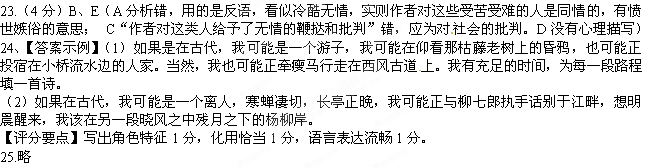 23.（4分）B、E（A分析错，用的是反语，看似冷酷无情，实则作者对这些受苦受难的人是同情的，有愤
世嫉俗的意思； C“作者对这类人给予了无情的鞭挞和批判”错，应为对社会的批判。D没有心理描写）
24、【答案示例】（1）如果是在古代，我可能是一个游子，我可能在仰看那枯藤老树上的昏鸦，也可能正
投宿在小桥流水边的人家。当然，我也可能正牵瘦马行走在西风古道上。我有充足的时间，为每一段路程
填一首诗。
（2）如果在古代，我可能是一个离人，寒蝉凄切，长亭正晚，我可能正与柳七郎执手话别于江畔，想明
晨醒来，我该在另一段晓风之中残月之下的杨柳岸。
【评分要点】写出角色特征1分，化用恰当1分，语言表达流畅1分。
25.略